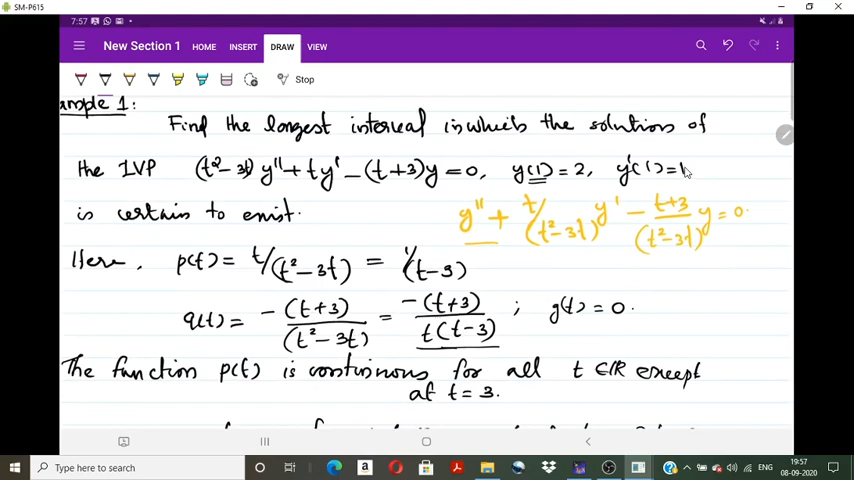 SM-P615
7:57
New Section 1 HOME INSERT DRAW VIEW
Stop
ample 1:
Find the longest interval in which the solutions of
the IVP (t²-3t) y'' + ty' - (t+3)y = 0, y(1) = 2, y'(1) = 1
is certain to exist.
y'' + t/(t²-3t) y' - (t+3)/(t²-3t) y = 0.
Here, p(t) = t/(t²-3t) = 1/(t-3)
q(t) = -(t+3)/(t²-3t) = -(t+3)/t(t-3) ; g(t) = 0.
The function p(t) is continuous for all t ∈ IR except
at t = 3.
Type here to search
ENG
19:57
08-09-2020